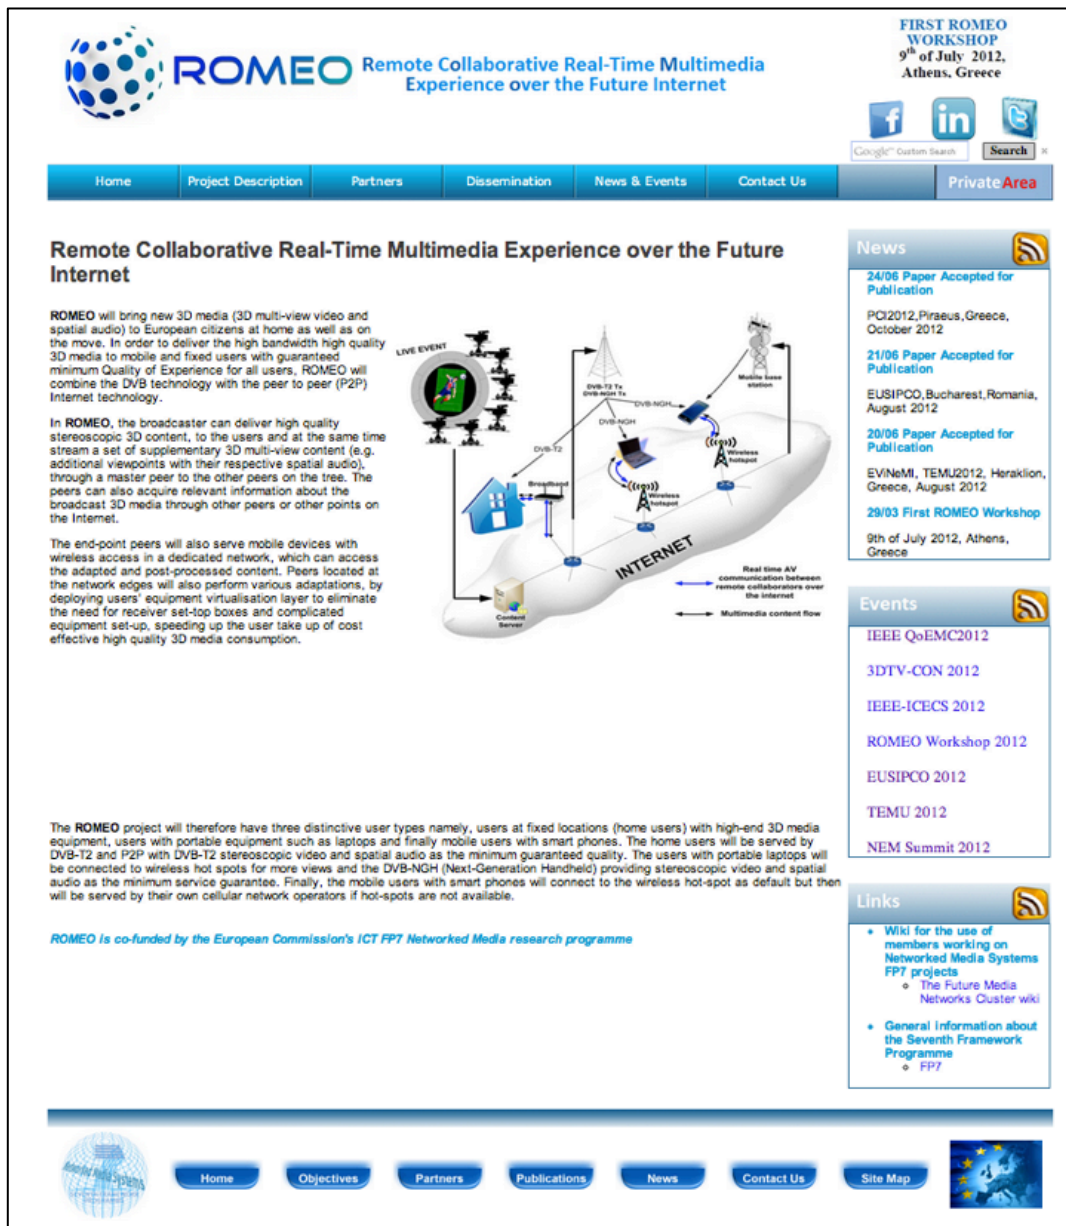 ROMEO
Remote Collaborative Real-Time Multimedia
Experience over the Future Internet
FIRST ROMEO
WORKSHOP
9th of July 2012,
Athens, Greece
f
in
Google™ Custom Search
Search
×
Home
Project Description
Partners
Dissemination
News & Events
Contact Us
PrivateArea
Remote Collaborative Real-Time Multimedia Experience over the Future
Internet
ROMEO will bring new 3D media (3D multi-view video and
spatial audio) to European citizens at home as well as on
the move. In order to deliver the high bandwidth high quality
3D media to mobile and fixed users with guaranteed
minimum Quality of Experience for all users, ROMEO will
combine the DVB technology with the peer to peer (P2P)
Internet technology.
In ROMEO, the broadcaster can deliver high quality
stereoscopic 3D content, to the users and at the same time
stream a set of supplementary 3D multi-view content (e.g.
additional viewpoints with their respective spatial audio),
through a master peer to the other peers on the tree. The
peers can also acquire relevant information about the
broadcast 3D media through other peers or other points on
the Internet.
The end-point peers will also serve mobile devices with
wireless access in a dedicated network, which can access
the adapted and post-processed content. Peers located at
the network edges will also perform various adaptations, by
deploying users' equipment virtualisation layer to eliminate
the need for receiver set-top boxes and complicated
equipment set-up, speeding up the user take up of cost
effective high quality 3D media consumption.
LIVE EVENT
DVB-T2 Tx
DVB-NGH Tx
Mobile base
station
DVB-NGH
DVB-NGH
DVB-T2
Wireless
hotspot
Broadband
Wireless
hotspot
INTERNET
Content
Server
Real time AV
communication between
remote collaborators over
the internet
Multimedia content flow
The ROMEO project will therefore have three distinctive user types namely, users at fixed locations (home users) with high-end 3D media
equipment, users with portable equipment such as laptops and finally mobile users with smart phones. The home users will be served by
DVB-T2 and P2P with DVB-T2 stereoscopic video and spatial audio as the minimum guaranteed quality. The users with portable laptops will
be connected to wireless hot spots for more views and the DVB-NGH (Next-Generation Handheld) providing stereoscopic video and spatial
audio as the minimum service guarantee. Finally, the mobile users with smart phones will connect to the wireless hot-spot as default but then
will be served by their own cellular network operators if hot-spots are not available.
ROMEO is co-funded by the European Commission's ICT FP7 Networked Media research programme
News
24/06 Paper Accepted for
Publication
PCI2012,Piraeus,Greece,
October 2012
21/06 Paper Accepted for
Publication
EUSIPCO,Bucharest,Romania,
August 2012
20/06 Paper Accepted for
Publication
EViNeMI, TEMU2012, Heraklion,
Greece, August 2012
29/03 First ROMEO Workshop
9th of July 2012, Athens,
Greece
Events
IEEE QoEMC2012
3DTV-CON 2012
IEEE-ICECS 2012
ROMEO Workshop 2012
EUSIPCO 2012
TEMU 2012
NEM Summit 2012
Links
• Wiki for the use of
members working on
Networked Media Systems
FP7 projects
○ The Future Media
Networks Cluster wiki
• General information about
the Seventh Framework
Programme
○ FP7
Networked Media Systems
Home
Objectives
Partners
Publications
News
Contact Us
Site Map